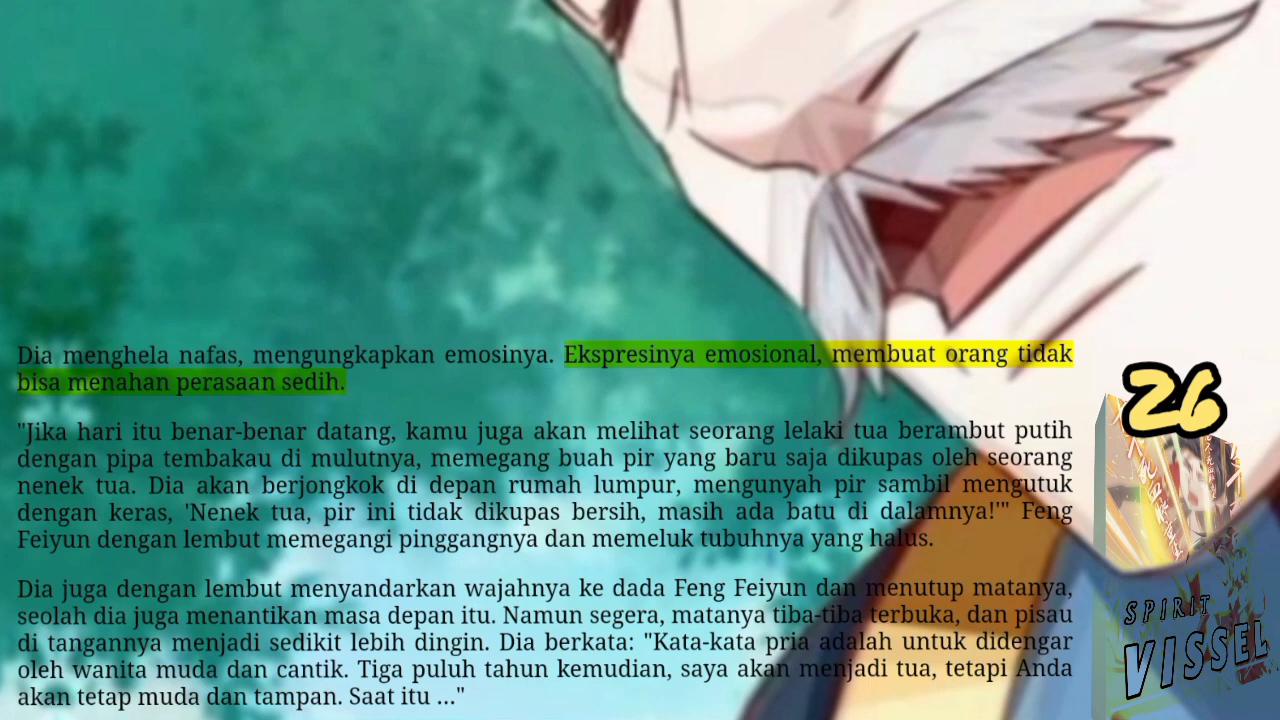 Dia menghela nafas, mengungkapkan emosinya. Ekspresinya emosional, membuat orang tidak
bisa menahan perasaan sedih.
"Jika hari itu benar-benar datang, kamu juga akan melihat seorang lelaki tua berambut putih
dengan pipa tembakau di mulutnya, memegang buah pir yang baru saja dikupas oleh seorang
nenek tua. Dia akan berjongkok di depan rumah lumpur, mengunyah pir sambil mengutuk
dengan keras, 'Nenek tua, pir ini tidak dikupas bersih, masih ada batu di dalamnya!'" Feng
Feiyun dengan lembut memegangi pinggangnya dan memeluk tubuhnya yang halus.
Dia juga dengan lembut menyandarkan wajahnya ke dada Feng Feiyun dan menutup matanya,
seolah dia juga menantikan masa depan itu. Namun segera, matanya tiba-tiba terbuka, dan pisau
di tangannya menjadi sedikit lebih dingin. Dia berkata: "Kata-kata pria adalah untuk didengar
oleh wanita muda dan cantik. Tiga puluh tahun kemudian, saya akan menjadi tua, tetapi Anda
akan tetap muda dan tampan. Saat itu ..."
26
SPIRIT
VISSEL